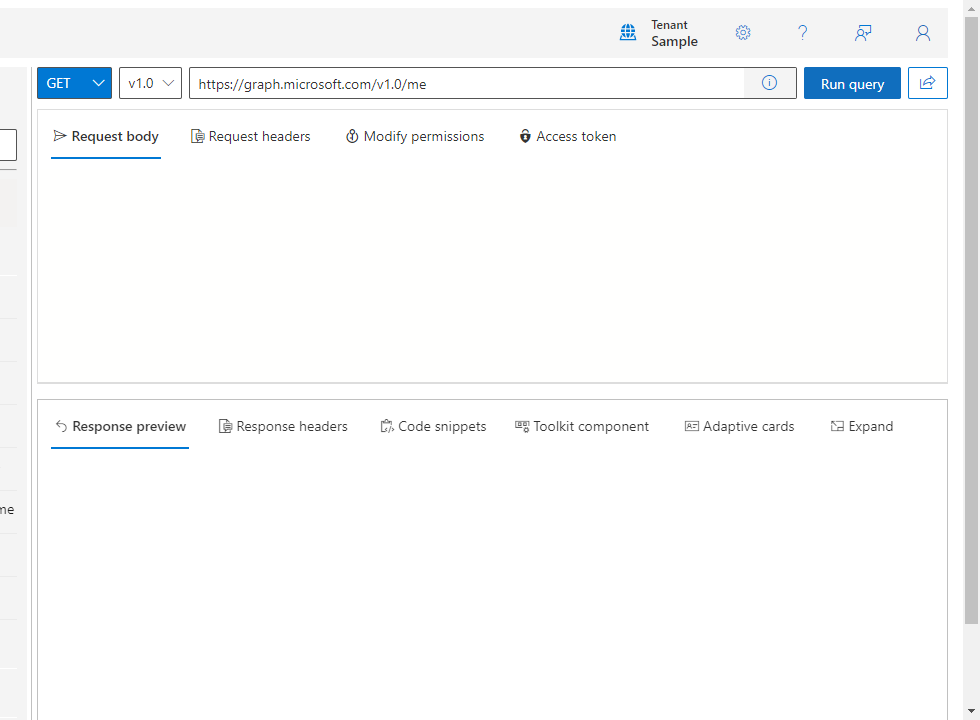 Tenant
Sample
GET
v1.0
https://graph.microsoft.com/v1.0/me
Run query
Request body
Request headers
Modify permissions
Access token
Response preview
Response headers
Code snippets
Toolkit component
Adaptive cards
Expand
me